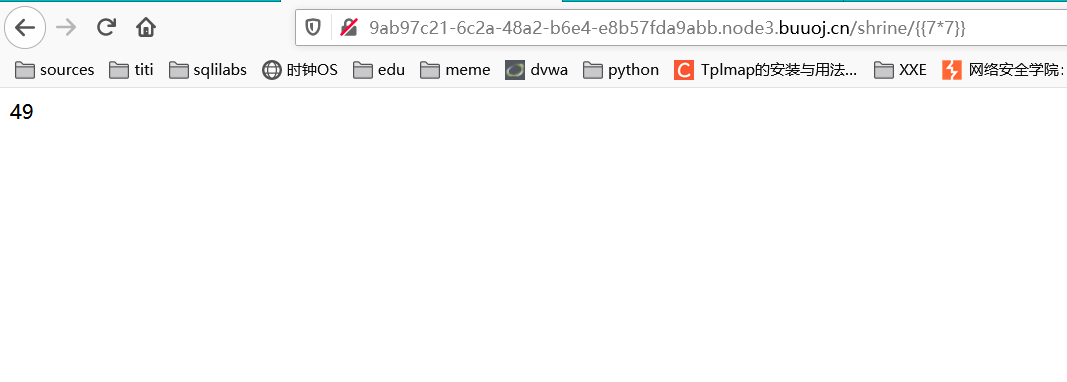 9ab97c21-6c2a-48a2-b6e4-e8b57fda9abb.node3.buuoj.cn/shrine/{{7*7}}
sources titi sqlilabs 时钟OS edu meme dvwa python C Tplmap的安装与用法... XXE 网络安全学院:
49